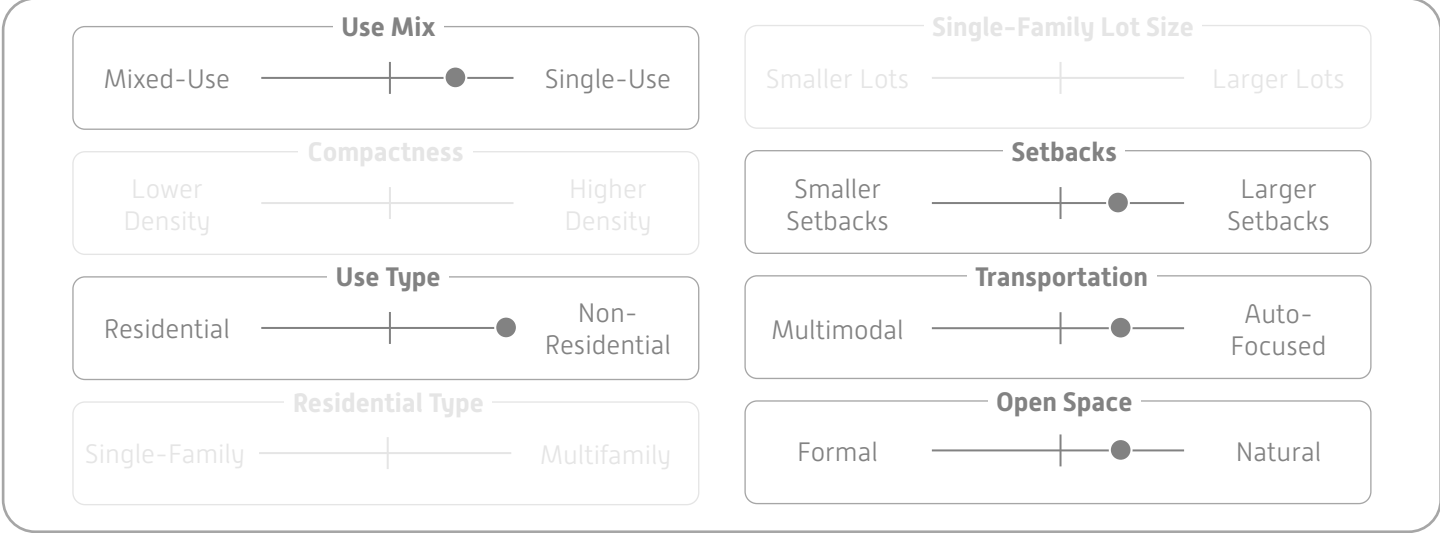 Use Mix
Mixed-Use
Single-Use
Single-Family Lot Size
Smaller Lots
Larger Lots
Compactness
Lower
Density
Higher
Density
Setbacks
Smaller
Setbacks
Larger
Setbacks
Use Type
Residential
Non-
Residential
Transportation
Multimodal
Auto-
Focused
Residential Type
Single-Family
Multifamily
Open Space
Formal
Natural